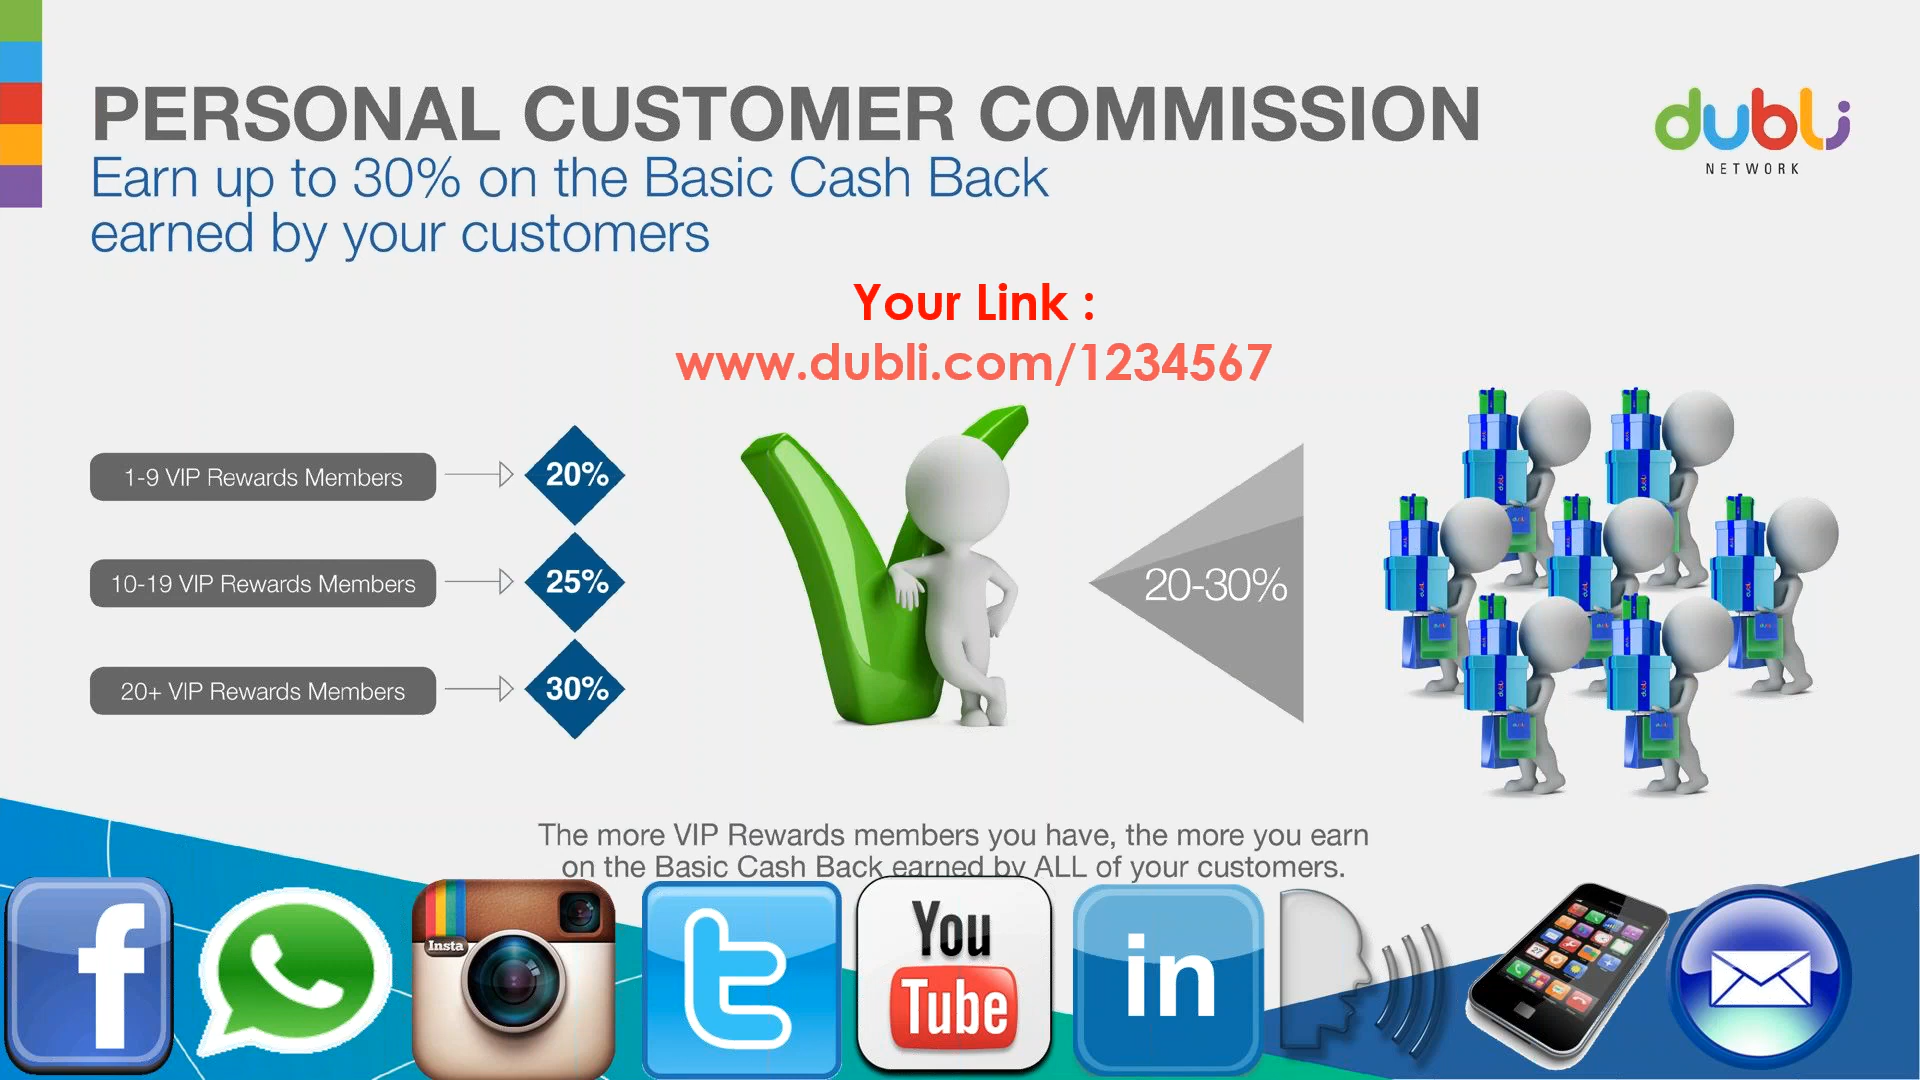 PERSONAL CUSTOMER COMMISSION
Earn up to 30% on the Basic Cash Back
earned by your customers
dubli
NETWORK
Your Link :
www.dubli.com/1234567
1-9 VIP Rewards Members
20%
10-19 VIP Rewards Members
25%
20+ VIP Rewards Members
30%
20-30%
The more VIP Rewards members you have, the more you earn
on the Basic Cash Back earned by ALL of your customers.
f
Insta
t
You
Tube
in